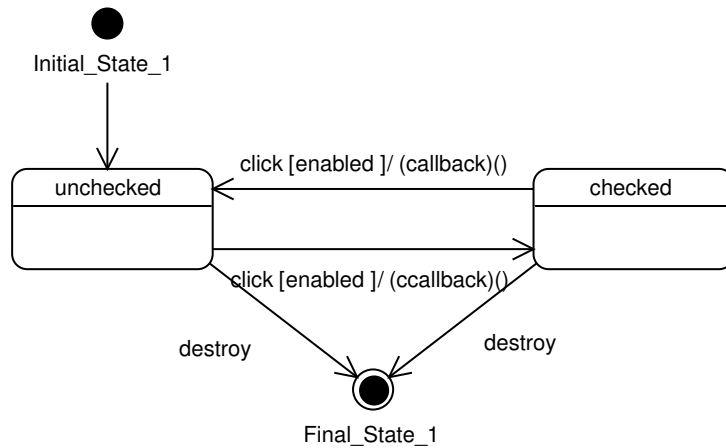 Initial_State_1
click [enabled ]/ (callback)()
unchecked
checked
click [enabled ]/ (ccallback)()
destroy
destroy
Final_State_1